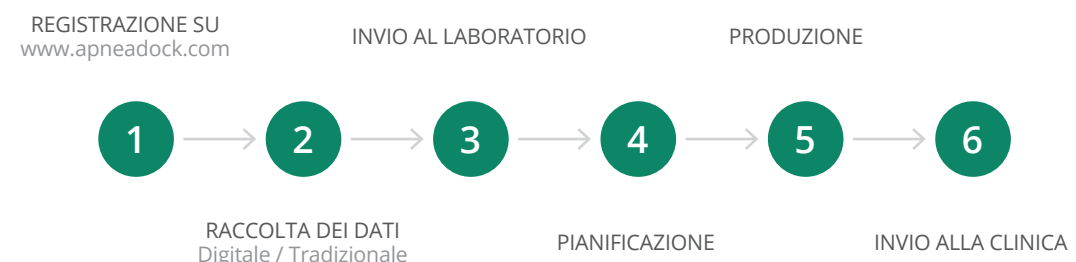 REGISTRAZIONE SU
www.apneadock.com
INVIO AL LABORATORIO
PRODUZIONE
1
2
3
4
5
6
RACCOLTA DEI DATI
Digitale / Tradizionale
PIANIFICAZIONE
INVIO ALLA CLINICA